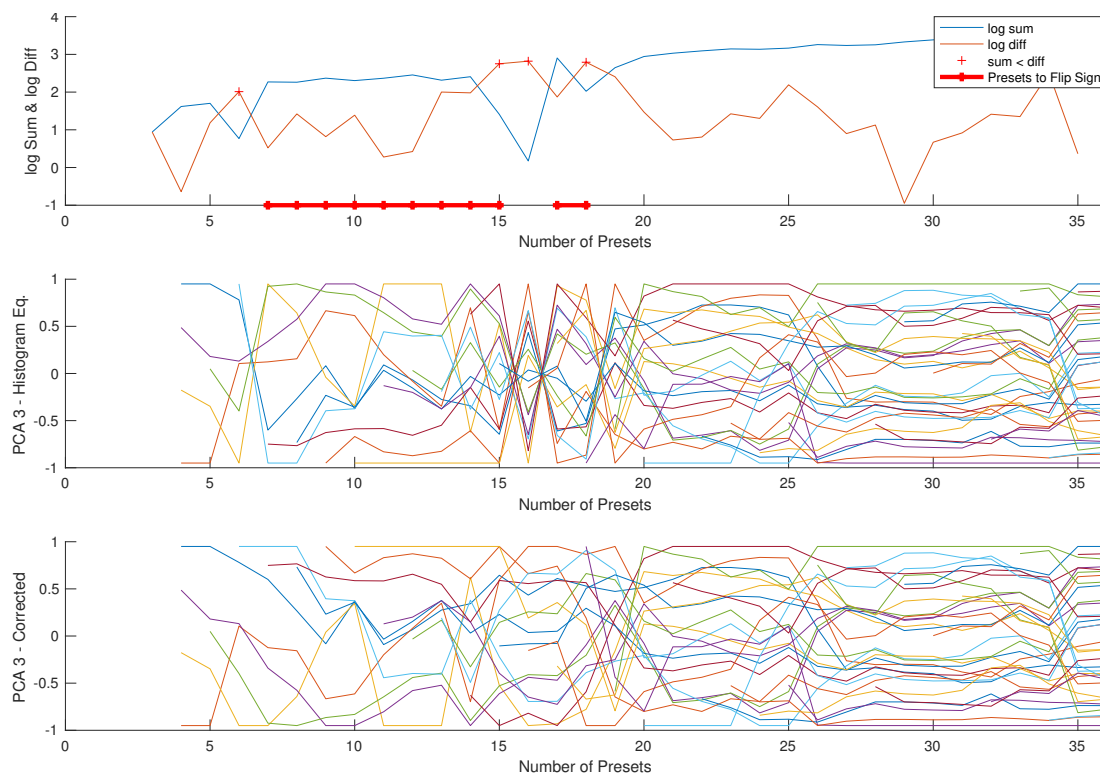 4
3
2
1
0
-1
log Sum & log Diff
log sum
log diff
sum < diff
Presets to Flip Sign
0 5 10 15 20 25 30 35
Number of Presets
1
0.5
0
-0.5
-1
PCA 3 - Histogram Eq.
0 5 10 15 20 25 30 35
Number of Presets
1
0.5
0
-0.5
-1
PCA 3 - Corrected
0 5 10 15 20 25 30 35
Number of Presets